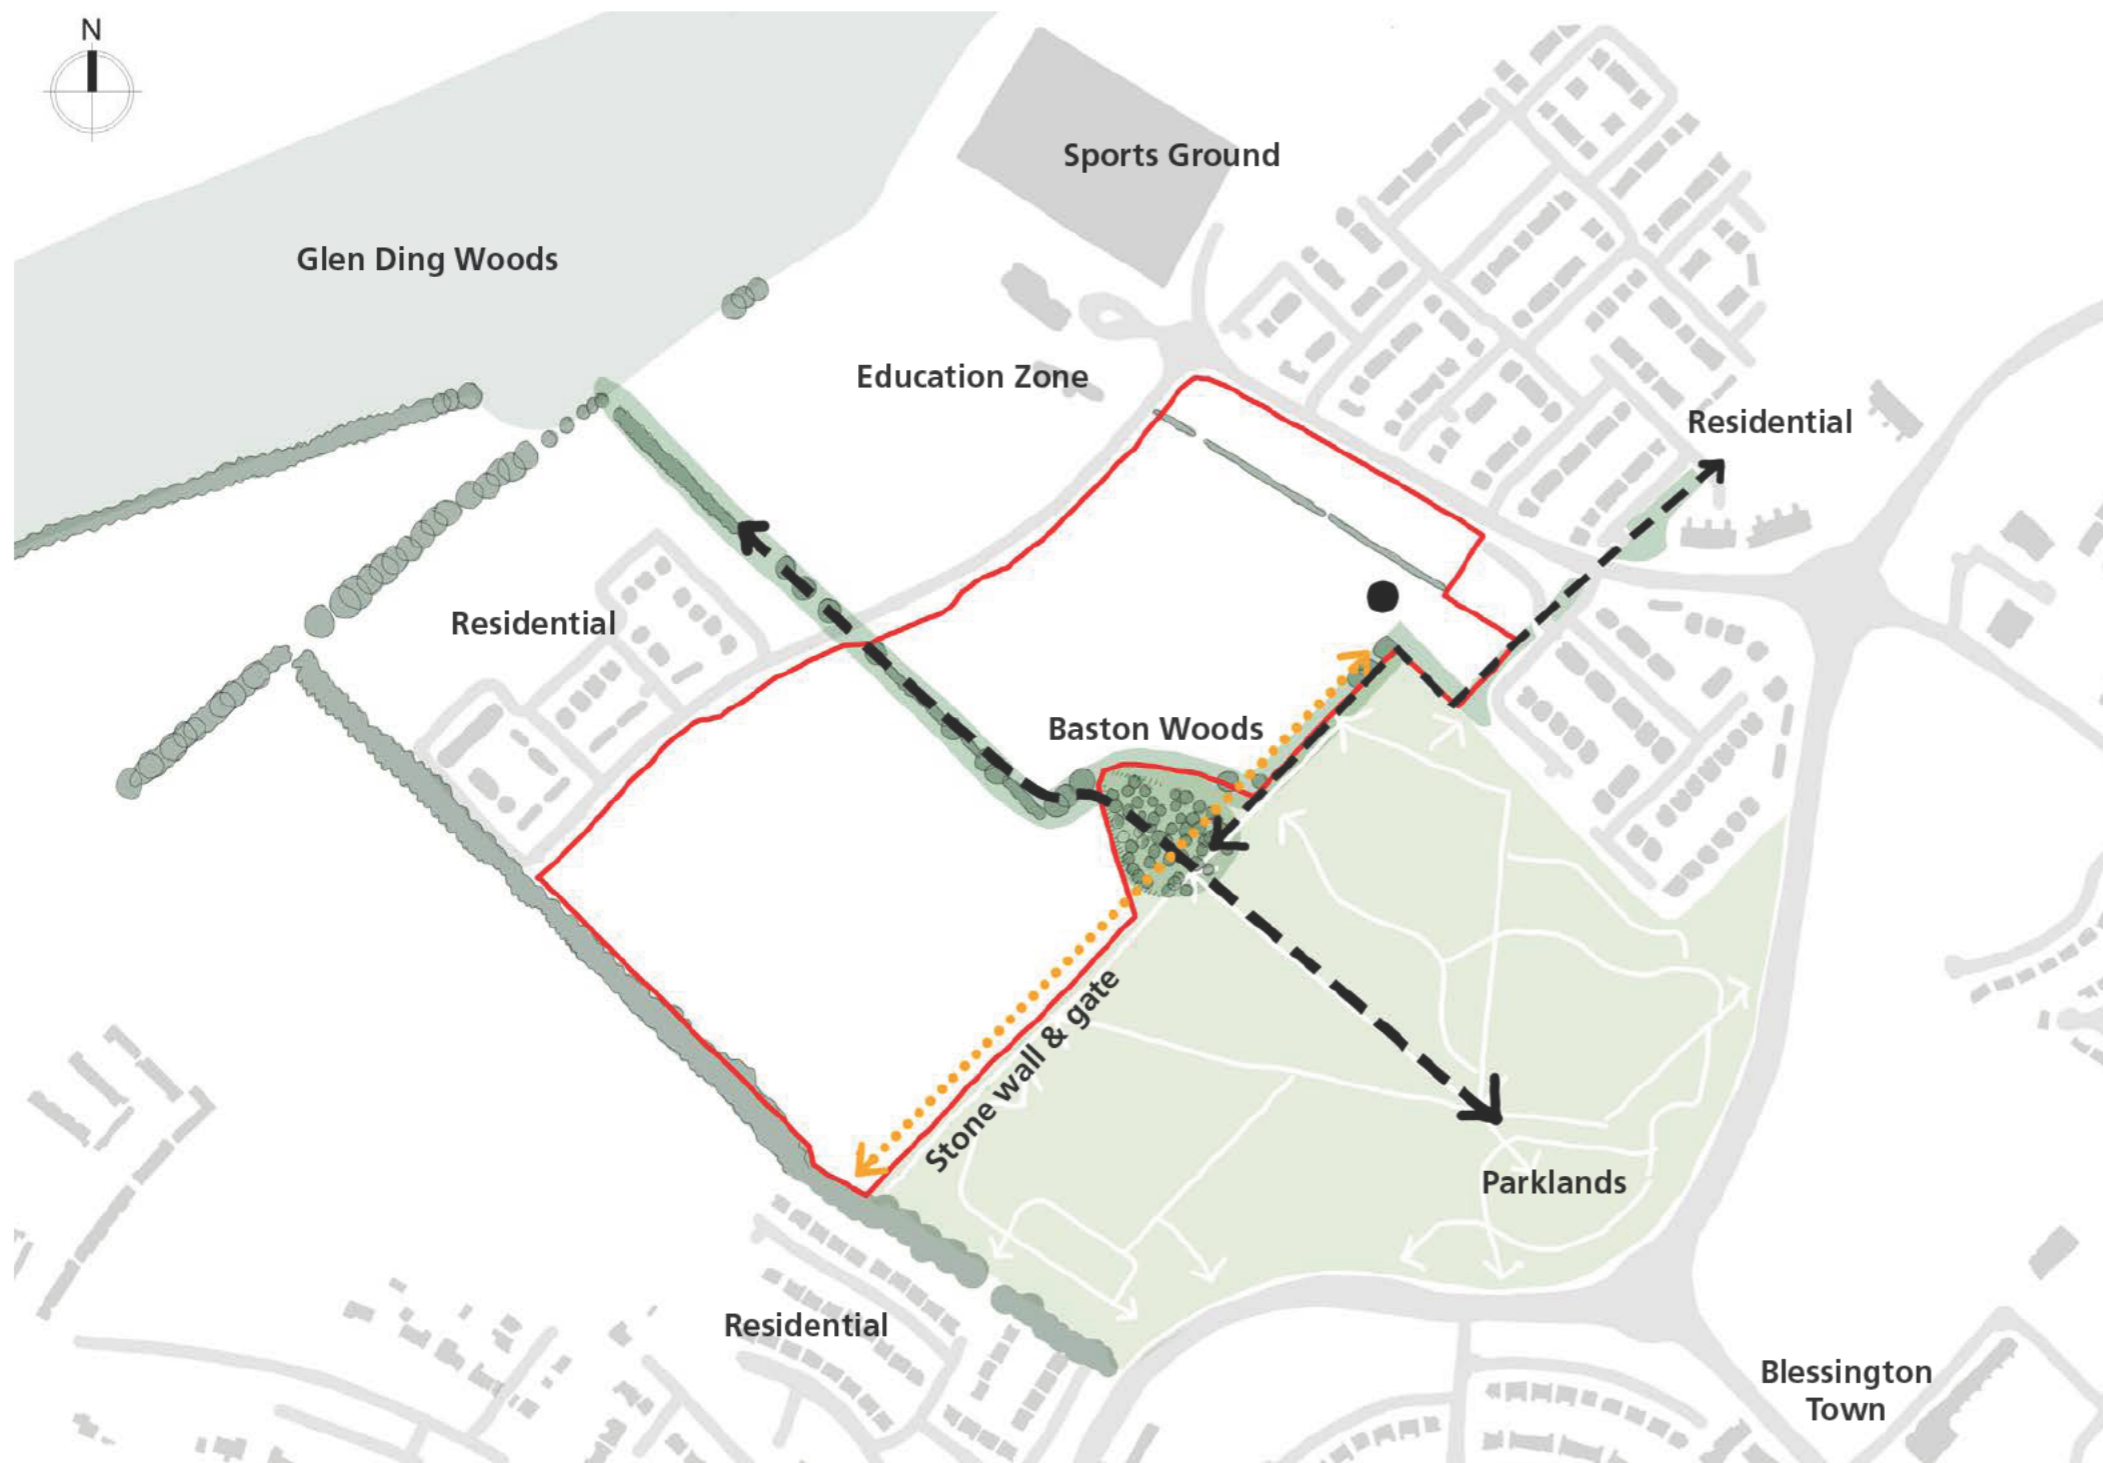 N
Sports Ground
Glen Ding Woods
Education Zone
Residential
Residential
Baston Woods
Stone wall & gate
Parklands
Residential
Blessington
Town